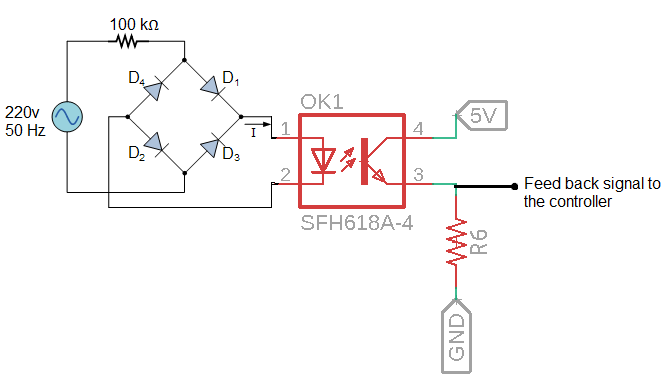 100 kΩ
D4
D1
220v
50 Hz
D2
D3
I
OK1
1
2
4
3
5V
SFH618A-4
Feed back signal to
the controller
R6
GND